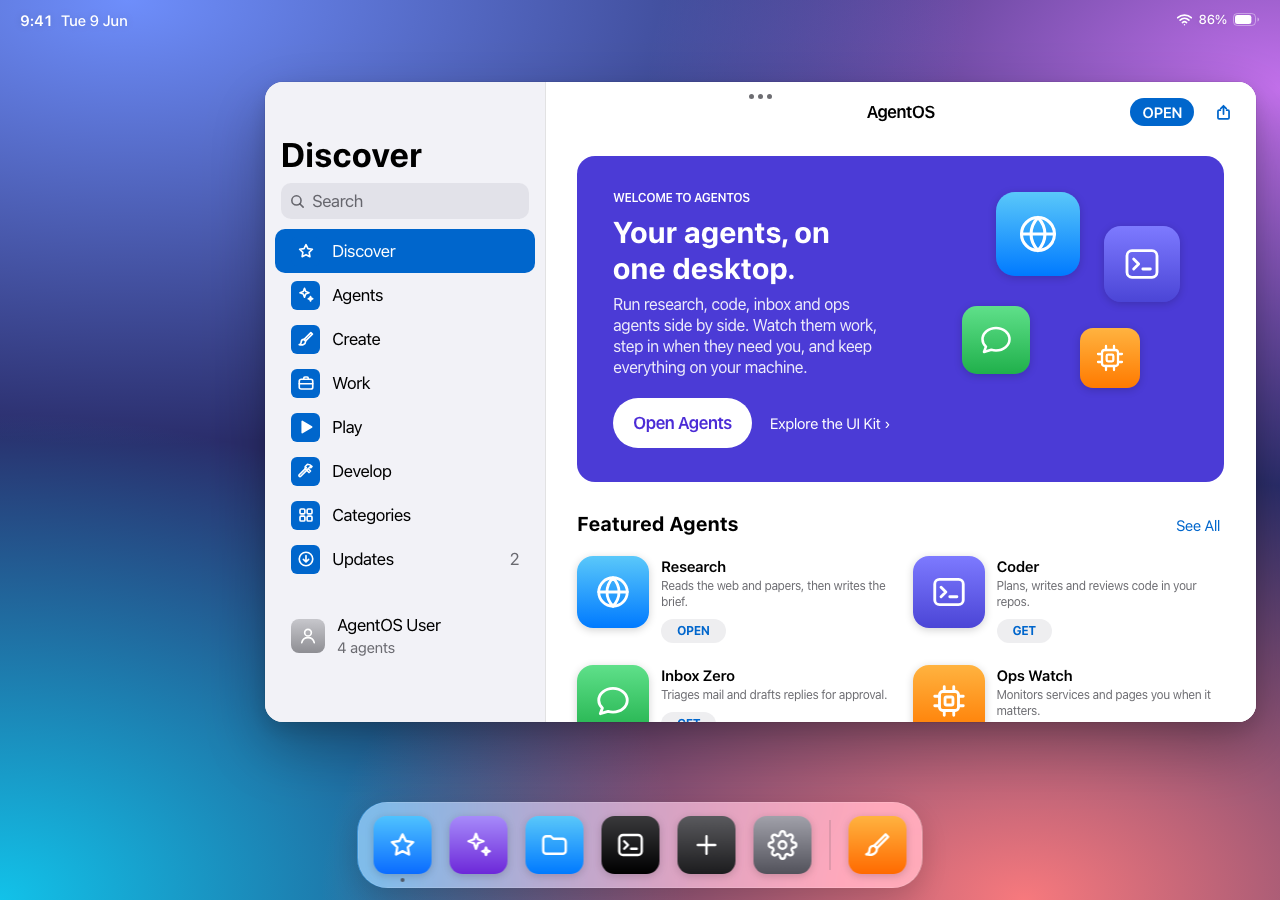 9:41 Tue 9 Jun
86%
AgentOS
OPEN
Discover
Search
Discover
Agents
Create
Work
Play
Develop
Categories
Updates 2
AgentOS User
4 agents
WELCOME TO AGENTOS
Your agents, on
one desktop.
Run research, code, inbox and ops
agents side by side. Watch them work,
step in when they need you, and keep
everything on your machine.
Open Agents
Explore the UI Kit ›
Featured Agents
See All
Research
Reads the web and papers, then writes the
brief.
OPEN
Coder
Plans, writes and reviews code in your
repos.
GET
Inbox Zero
Triages mail and drafts replies for approval.
GET
Ops Watch
Monitors services and pages you when it
matters.